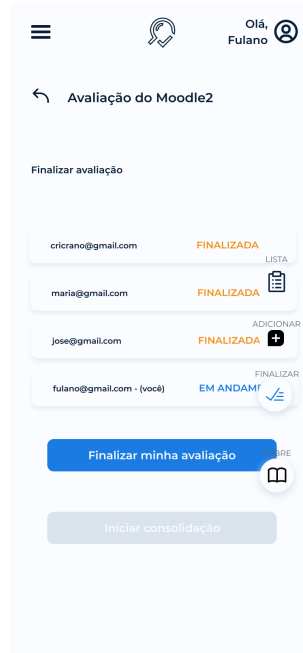 Olá,
Fulano
Avaliação do Moodle2
Finalizar avaliação
cricrano@gmail.com FINALIZADA
LISTA
maria@gmail.com FINALIZADA
ADICIONAR
jose@gmail.com FINALIZADA
FINALIZAR
fulano@gmail.com - (você) EM
Finalizar minha avaliação
Iniciar consolidação